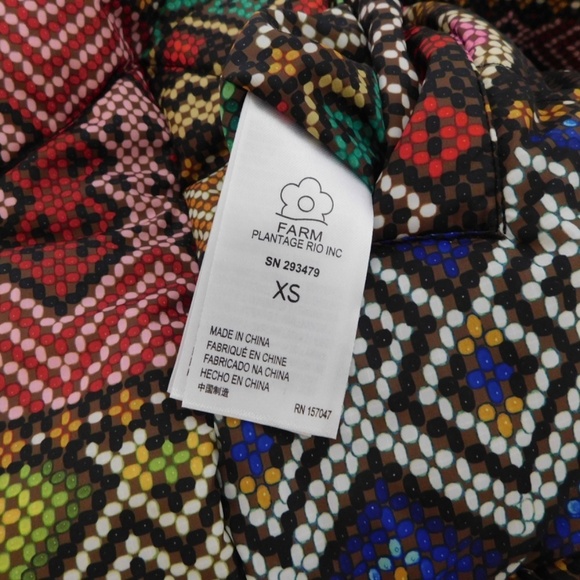 FARM
PLANTAGE RIO INC
SN 293479
XS
MADE IN CHINA
FABRIQUÉ EN CHINE
FABRICADO NA CHINA
HECHO EN CHINA
中国制造
RN 157047